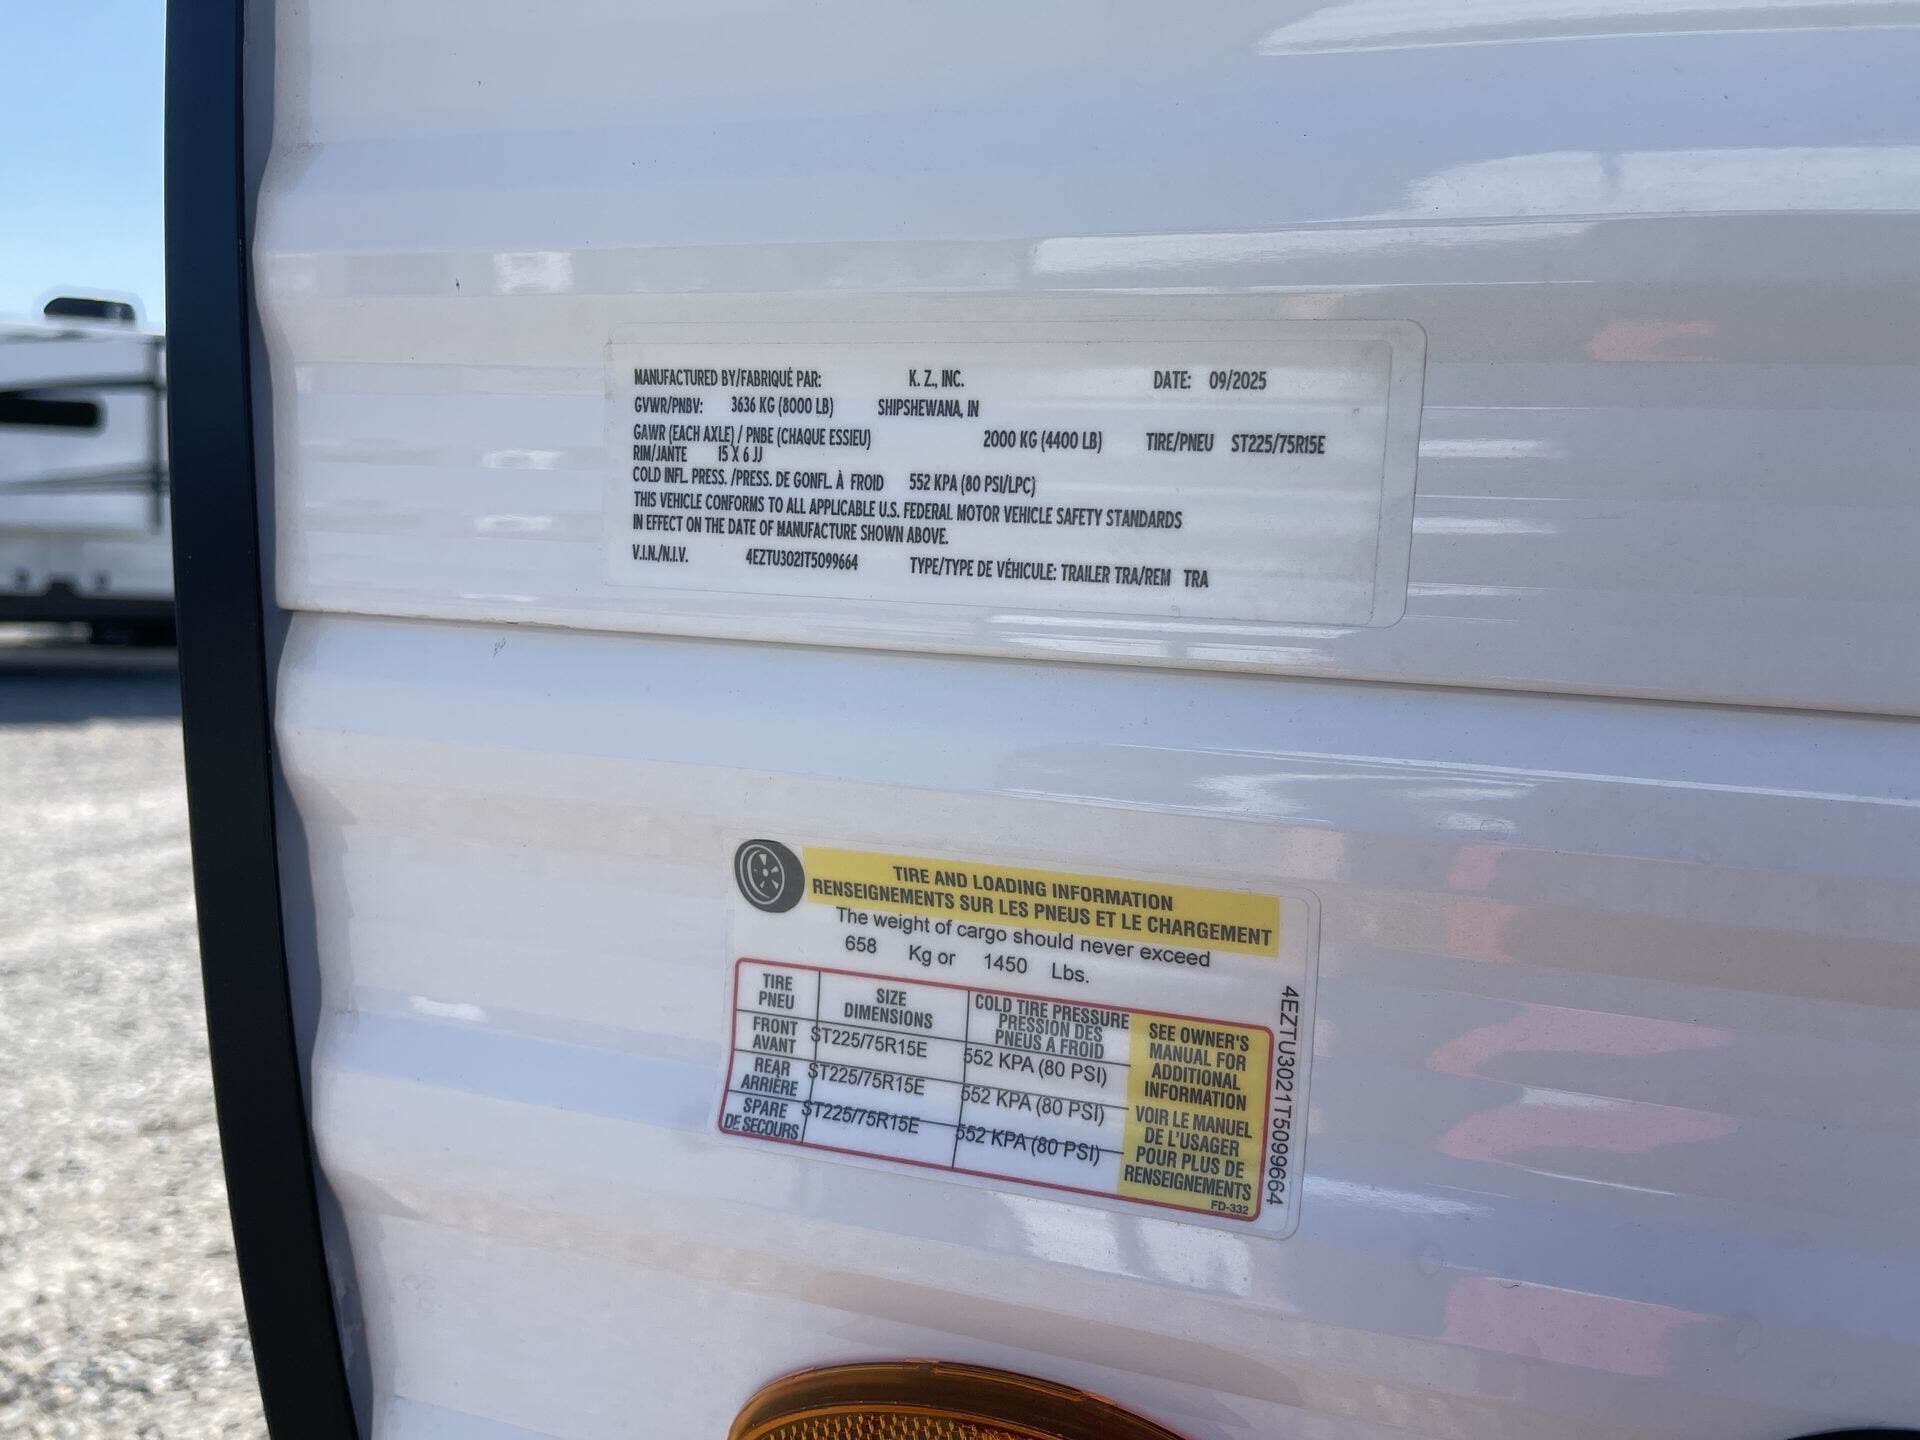 MANUFACTURED BY/FABRIQUÉ PAR: K. Z., INC. DATE: 09/2025
GVWR/PNBV: 3636 KG (8000 LB) SHIPSHEWANA, IN
GAWR (EACH AXLE) / PNBE (CHAQUE ESSIEU) 2000 KG (4400 LB) TIRE/PNEU ST225/75R15E
RIM/JANTE 15 X 6 JJ
COLD INFL. PRESS. /PRESS. DE GONFL. À FROID 552 KPA (80 PSI/LPC)
THIS VEHICLE CONFORMS TO ALL APPLICABLE U.S. FEDERAL MOTOR VEHICLE SAFETY STANDARDS
IN EFFECT ON THE DATE OF MANUFACTURE SHOWN ABOVE.
V.I.N./N.I.V. 4EZTU3021T5099664 TYPE/TYPE DE VÉHICULE: TRAILER TRA/REM TRA
TIRE AND LOADING INFORMATION
RENSEIGNEMENTS SUR LES PNEUS ET LE CHARGEMENT
The weight of cargo should never exceed
658 Kg or 1450 Lbs.
TIRE
PNEU
SIZE
DIMENSIONS
COLD TIRE PRESSURE
PRESSION DES
PNEUS A FROID
FRONT
AVANT
ST225/75R15E
552 KPA (80 PSI)
REAR
ARRIÈRE
ST225/75R15E
552 KPA (80 PSI)
SPARE
DE SECOURS
ST225/75R15E
552 KPA (80 PSI)
SEE OWNER'S
MANUAL FOR
ADDITIONAL
INFORMATION
VOIR LE MANUEL
DE L'USAGER
POUR PLUS DE
RENSEIGNEMENTS
FD-332
4EZTU3021T5099664